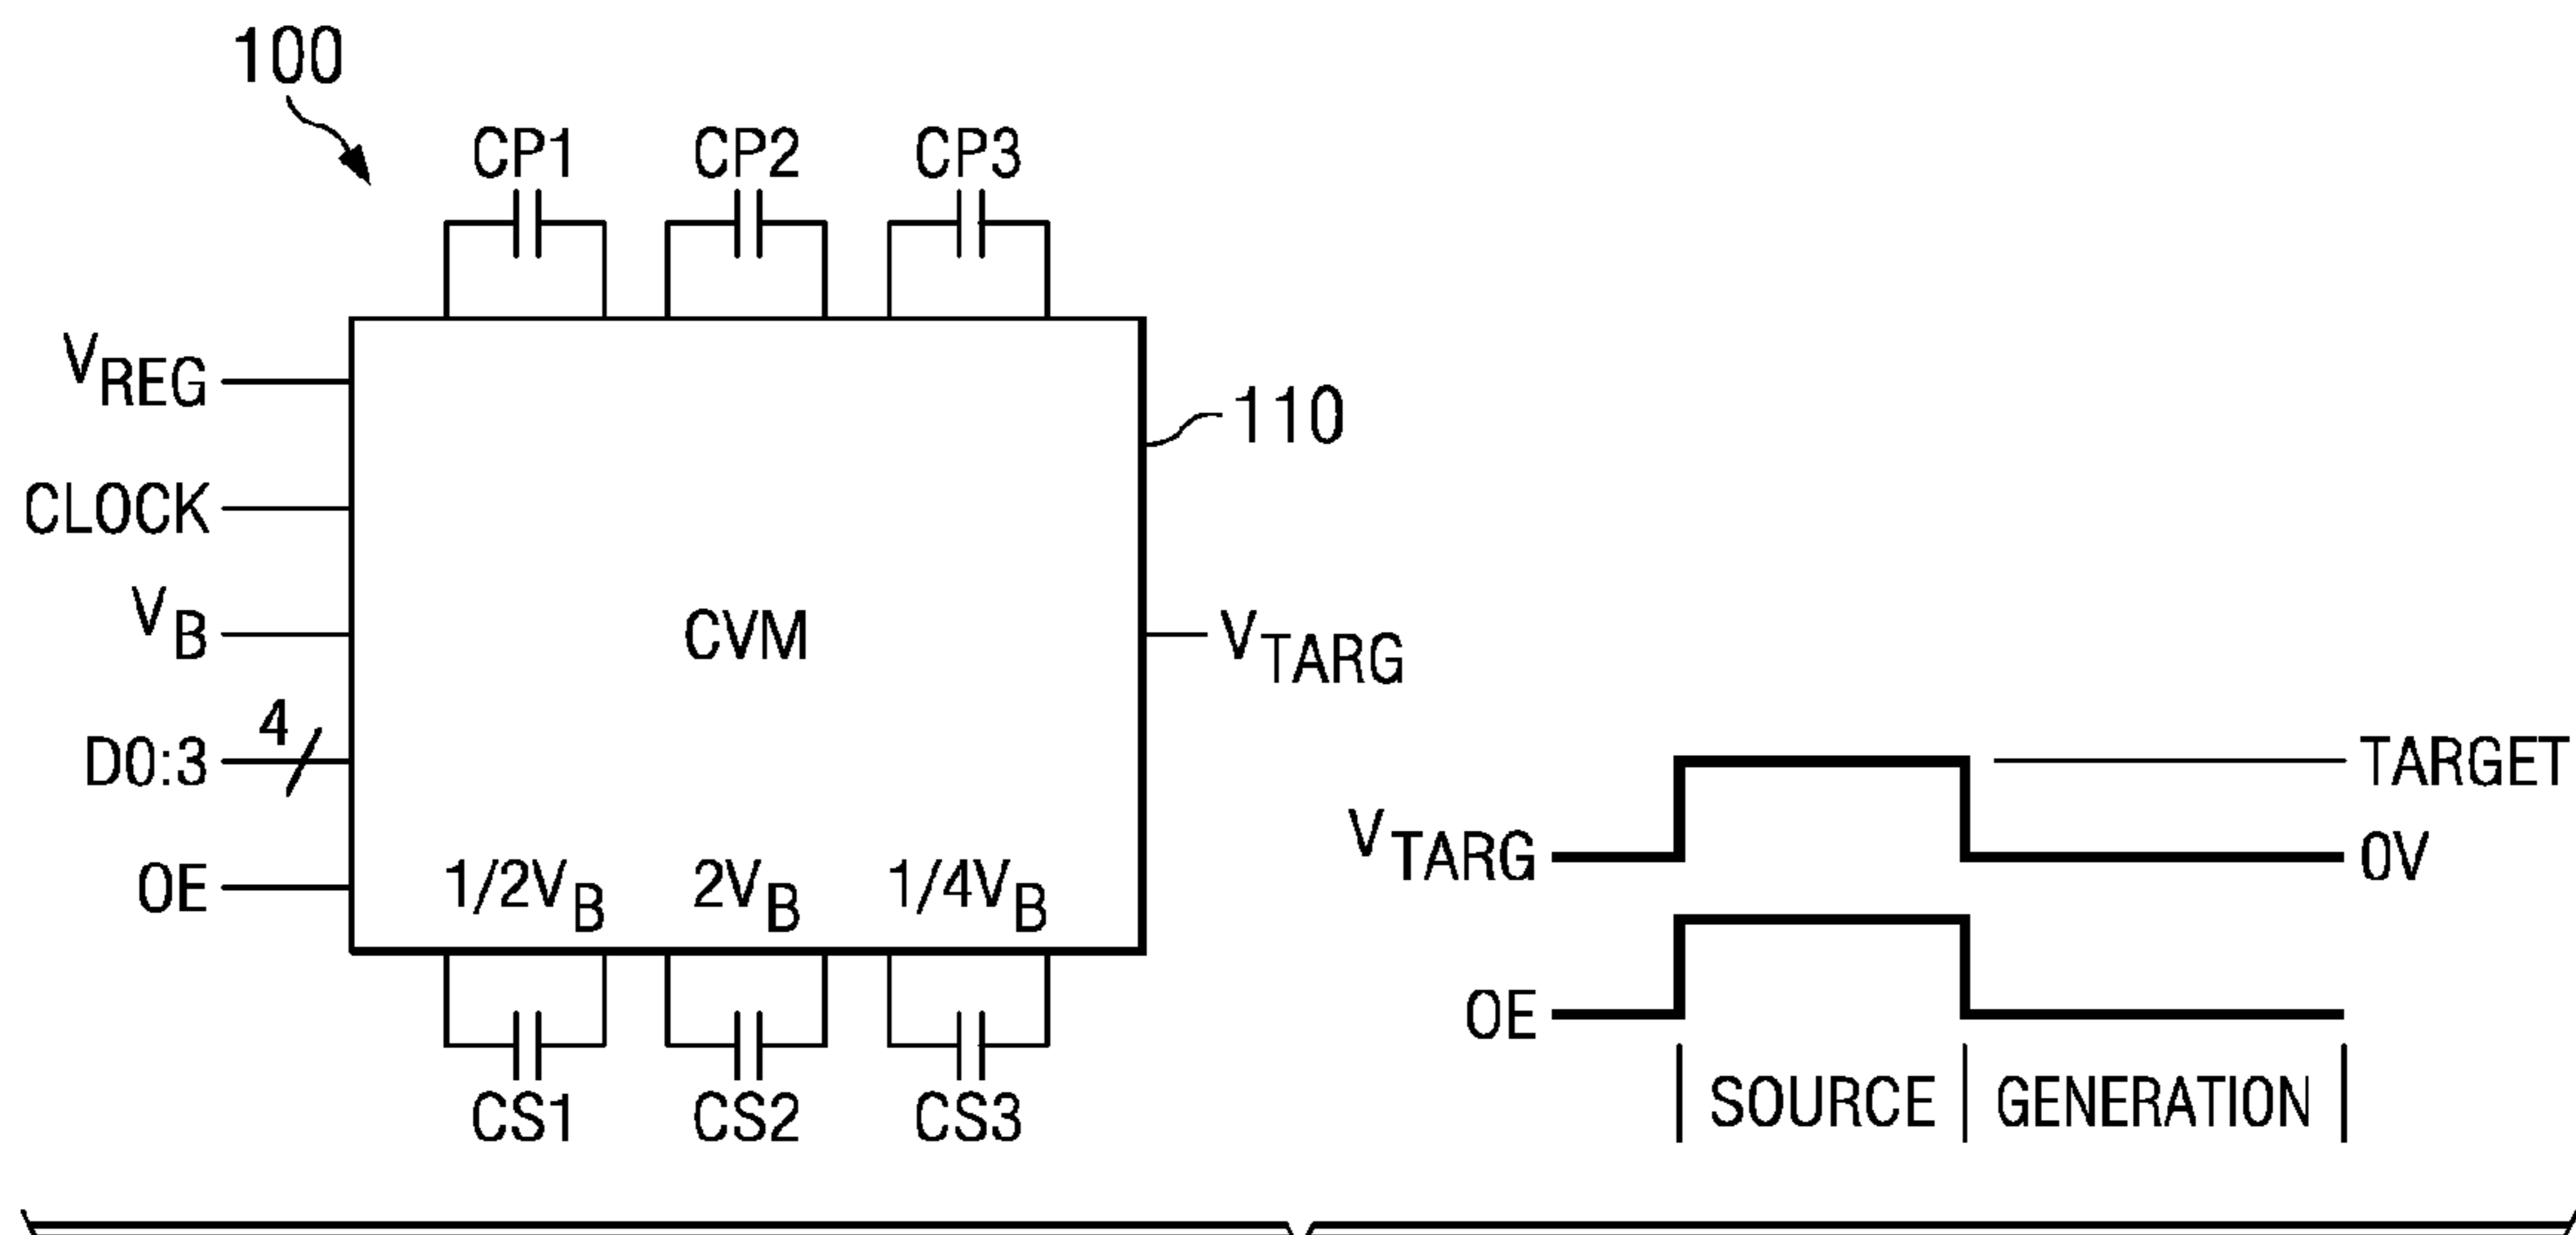 100
CP1 CP2 CP3
VREG
110
CLOCK
VB
CVM
VTARG
4
D0:3
OE
1/2VB 2VB 1/4VB
CS1 CS2 CS3
TARGET
VTARG
0V
OE
SOURCE GENERATION